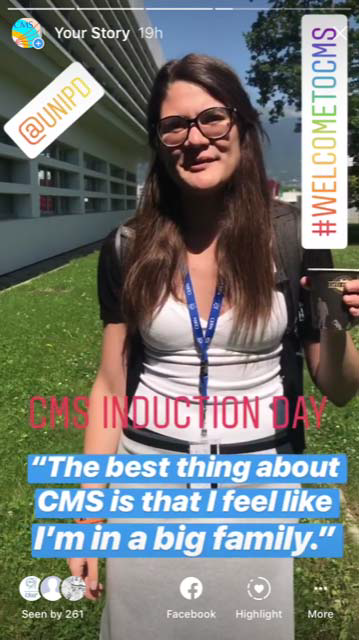 Your Story 19h
@UNIPD
#WELCOMETOCMS
CMS INDUCTION DAY
“The best thing about
CMS is that I feel like
I’m in a big family.”
Seen by 261
Facebook
Highlight
More